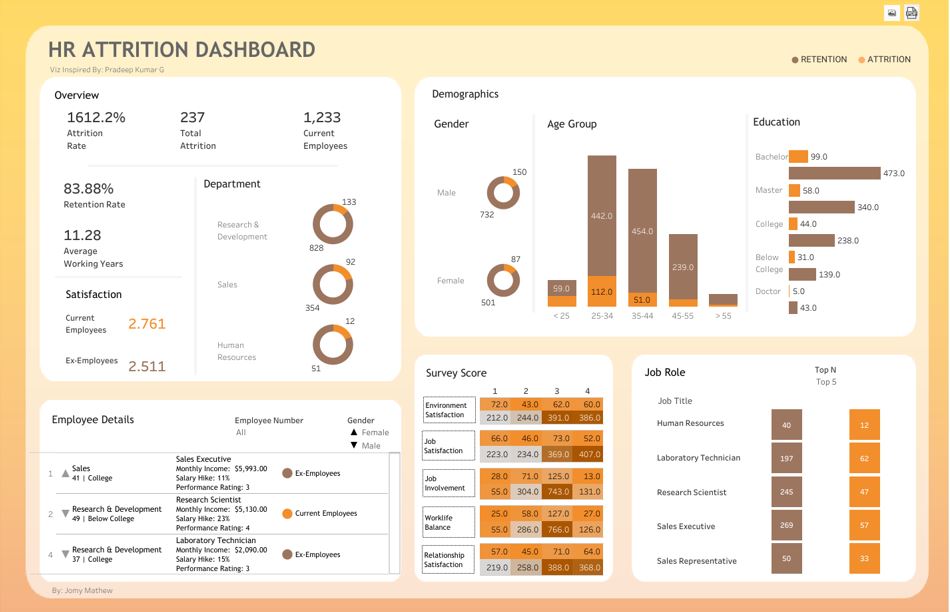 HR ATTRITION DASHBOARD
Viz Inspired By: Pradeep Kumar G
RETENTION ATTRITION
Overview
1612.2% 237 1,233
Attrition Total Current
Rate Attrition Employees
83.88%
Retention Rate
11.28
Average
Working Years
Satisfaction
Current
Employees
2.761
Ex-Employees
2.511
Department
133
Research &
Development
828
92
Sales
354
12
Human
Resources
51
Demographics
Gender
150
Male
732
87
Female
501
Age Group
442.0
454.0
239.0
59.0
112.0
51.0
< 25 25-34 35-44 45-55 > 55
Education
Bachelor 99.0
473.0
Master 58.0
340.0
College 44.0
238.0
Below
College
31.0
139.0
Doctor 5.0
43.0
Employee Details
Employee Number
All
Gender
Female
Male
1
Sales
41 | College
Sales Executive
Monthly Income: $5,993.00
Salary Hike: 11%
Performance Rating: 3
Ex-Employees
2
Research & Development
49 | Below College
Research Scientist
Monthly Income: $5,130.00
Salary Hike: 23%
Performance Rating: 4
Current Employees
4
Research & Development
37 | College
Laboratory Technician
Monthly Income: $2,090.00
Salary Hike: 15%
Performance Rating: 3
Ex-Employees
Survey Score
1 2 3 4
Environment
Satisfaction
72.0 43.0 62.0 60.0
212.0 244.0 391.0 386.0
Job
Satisfaction
66.0 46.0 73.0 52.0
223.0 234.0 369.0 407.0
Job
Involvement
28.0 71.0 125.0 13.0
55.0 304.0 743.0 131.0
Worklife
Balance
25.0 58.0 127.0 27.0
55.0 286.0 766.0 126.0
Relationship
Satisfaction
57.0 45.0 71.0 64.0
219.0 258.0 388.0 368.0
Job Role
Top N
Top 5
Job Title
Human Resources 40 12
Laboratory Technician 197 62
Research Scientist 245 47
Sales Executive 269 57
Sales Representative 50 33
By: Jomy Mathew